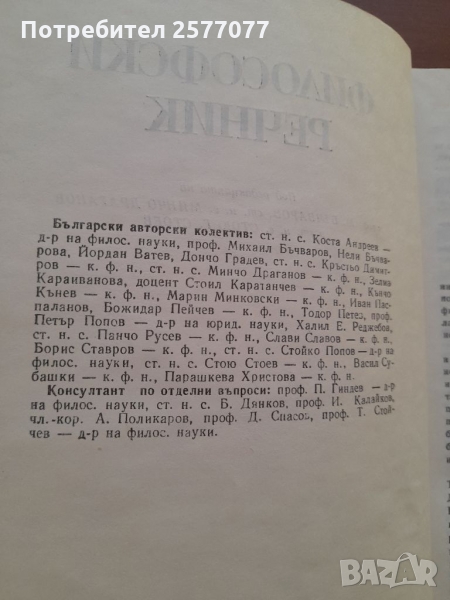 Потребител 2577077
ФИЛОСОФСКИ
РЕЧНИК
Български авторски колектив: ст. н. с. Коста Андреев —
д-р на филос. науки, проф. Михаил Бъчваров, Нели Бъчва-
рова, Йордан Ватев, Дончо Градев, ст. н. с. Кръстьо Димит-
ров — к. ф. н., ст. н. с. Минчо Драганов — к. ф. н., Зелма
Караиванова, доцент Стоил Каратанчев — к. ф. н., Кънчо
Кънев — к. ф. н., Марин Минковски — к. ф. н., Иван Пас-
паланов, Божидар Пейчев — к. ф. н., Тодор Петев, проф.
Петър Попов — д-р на юрид. науки, Халил Е. Реджебов,
ст. н. с. Панчо Русев — к. ф. н., Слави Славов — к. ф. н.,
Борис Ставров — к. ф. н., ст. н. с. Стойко Попов — д-р на
филос. науки, ст. н. с. Стою Стоев — к. ф. н., Васал Су-
башки — к. ф. н., Парашкева Христова — к. ф. н.
Консултант по отделни въпроси: проф. П. Гиндев — д-р
на филос. науки, ст. н. с. Б. Дянков, проф. И. Калайков,
чл.-кор. А. Поликаров, проф. Д. Спасов, проф. Т. Стой-
чев — д-р на филос. науки.
BAZAR